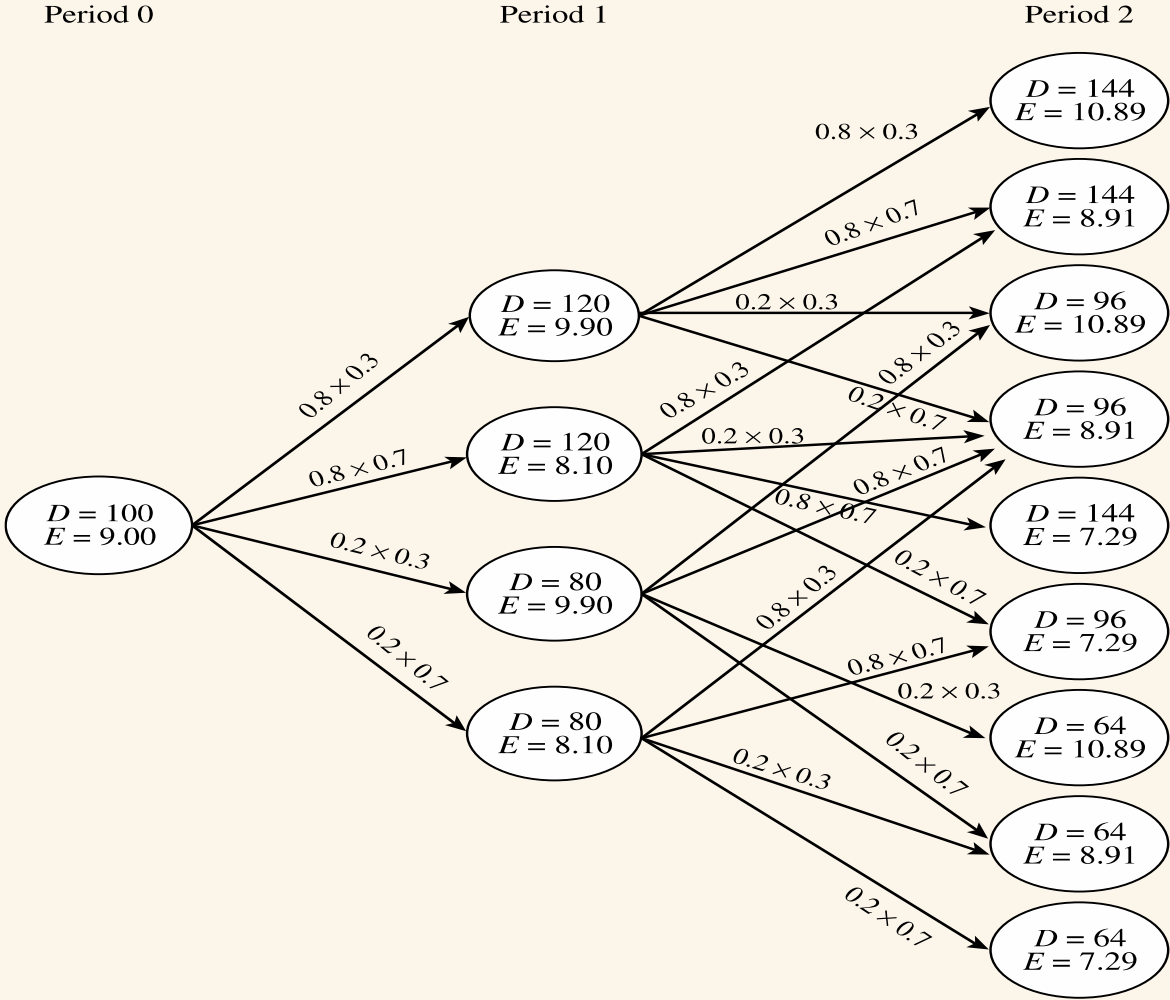 Period 0
Period 1
Period 2
D = 100
E = 9.00
0.8 × 0.3
0.8 × 0.7
0.2 × 0.3
0.2 × 0.7
D = 120
E = 9.90
D = 120
E = 8.10
D = 80
E = 9.90
D = 80
E = 8.10
0.8 × 0.3
0.8 × 0.7
0.2 × 0.3
0.2 × 0.7
0.8 × 0.3
0.2 × 0.3
0.8 × 0.7
0.2 × 0.7
0.8 × 0.3
0.8 × 0.7
0.2 × 0.3
0.2 × 0.7
0.8 × 0.3
0.8 × 0.7
0.2 × 0.3
0.2 × 0.7
D = 144
E = 10.89
D = 144
E = 8.91
D = 96
E = 10.89
D = 96
E = 8.91
D = 144
E = 7.29
D = 96
E = 7.29
D = 64
E = 10.89
D = 64
E = 8.91
D = 64
E = 7.29